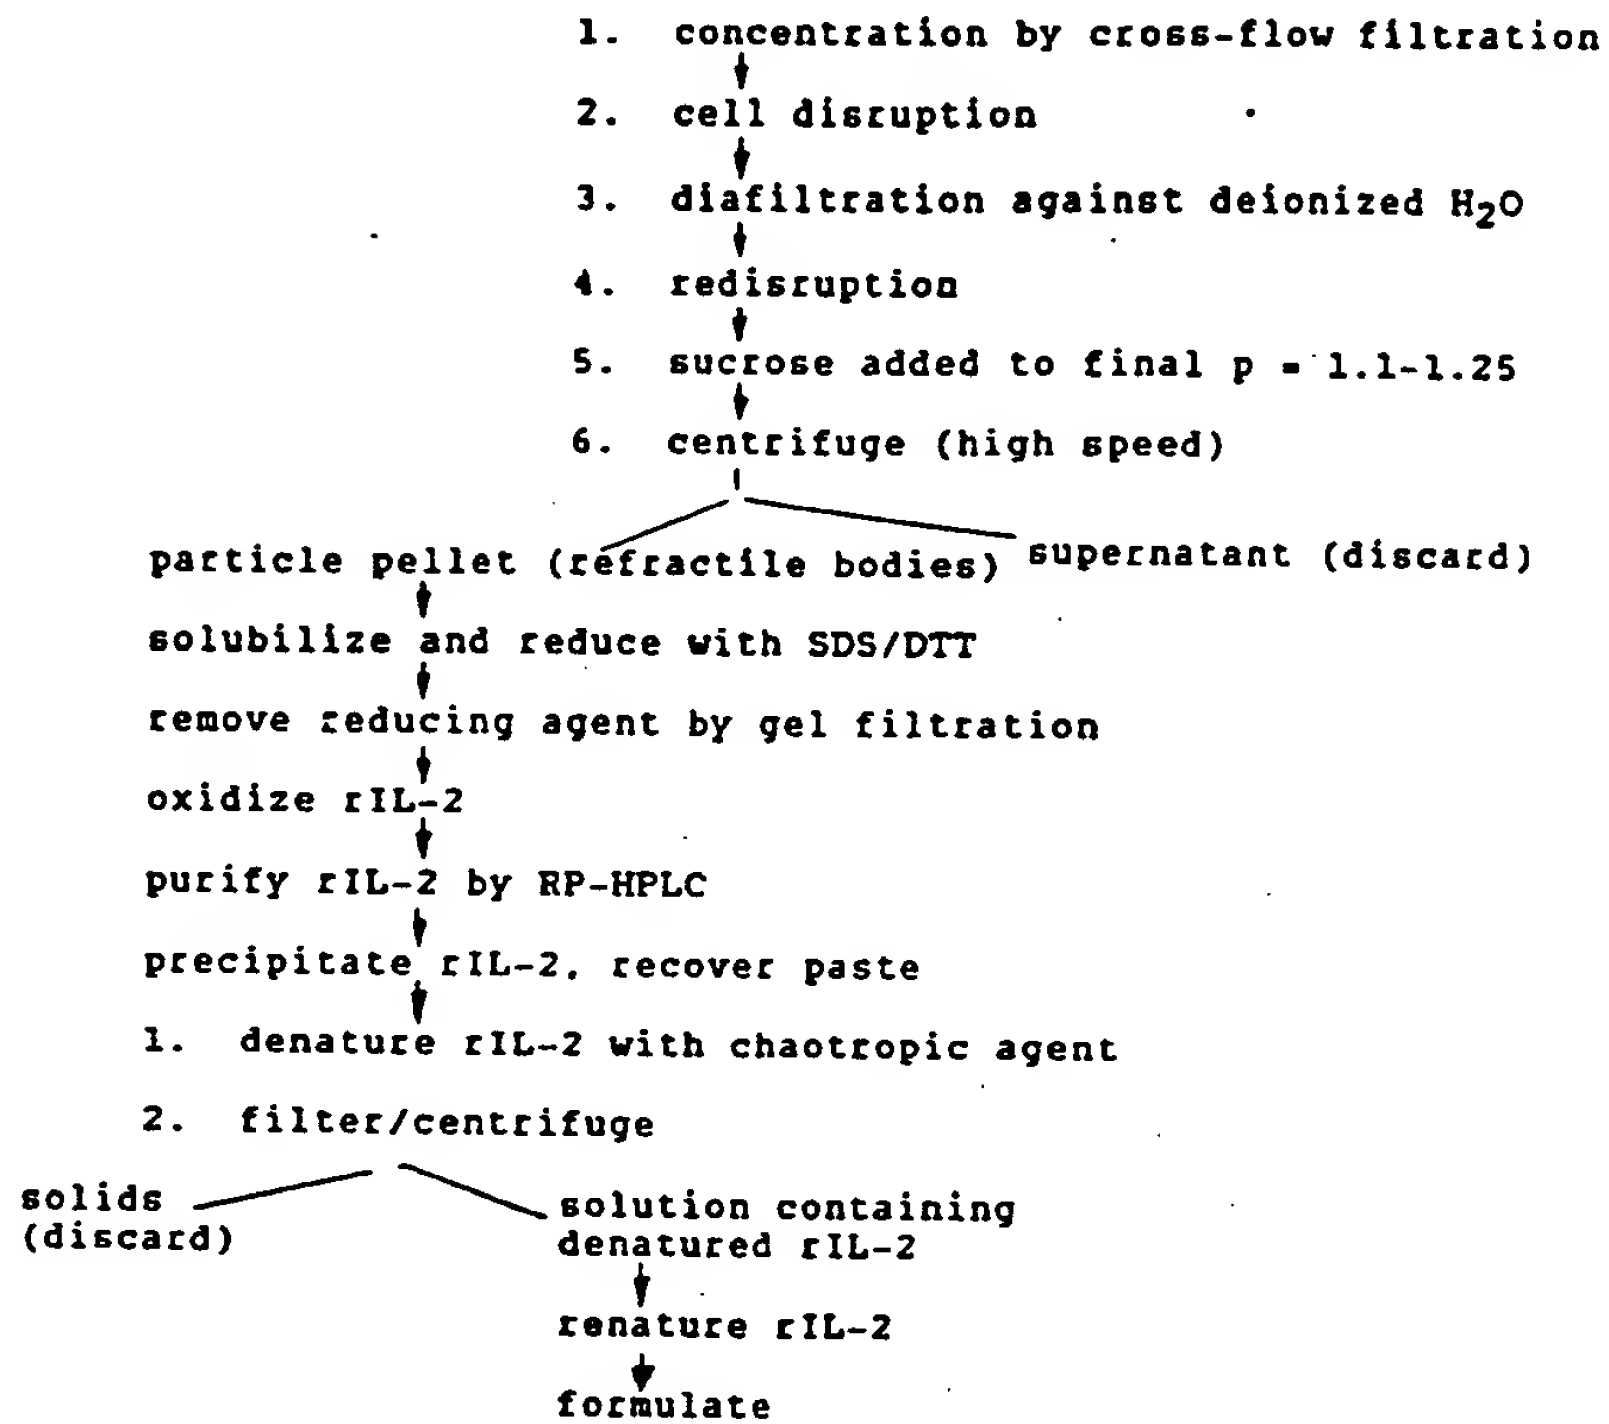 1. concentration by cross-flow filtration
2. cell disruption
3. diafiltration against deionized H₂O
4. redisruption
5. sucrose added to final p = 1.1-1.25
6. centrifuge (high speed)
particle pellet (refractile bodies)
supernatant (discard)
solubilize and reduce with SDS/DTT
remove reducing agent by gel filtration
oxidize rIL-2
purify rIL-2 by RP-HPLC
precipitate rIL-2, recover paste
1. denature rIL-2 with chaotropic agent
2. filter/centrifuge
solids
(discard)
solution containing
denatured rIL-2
renature rIL-2
formulate